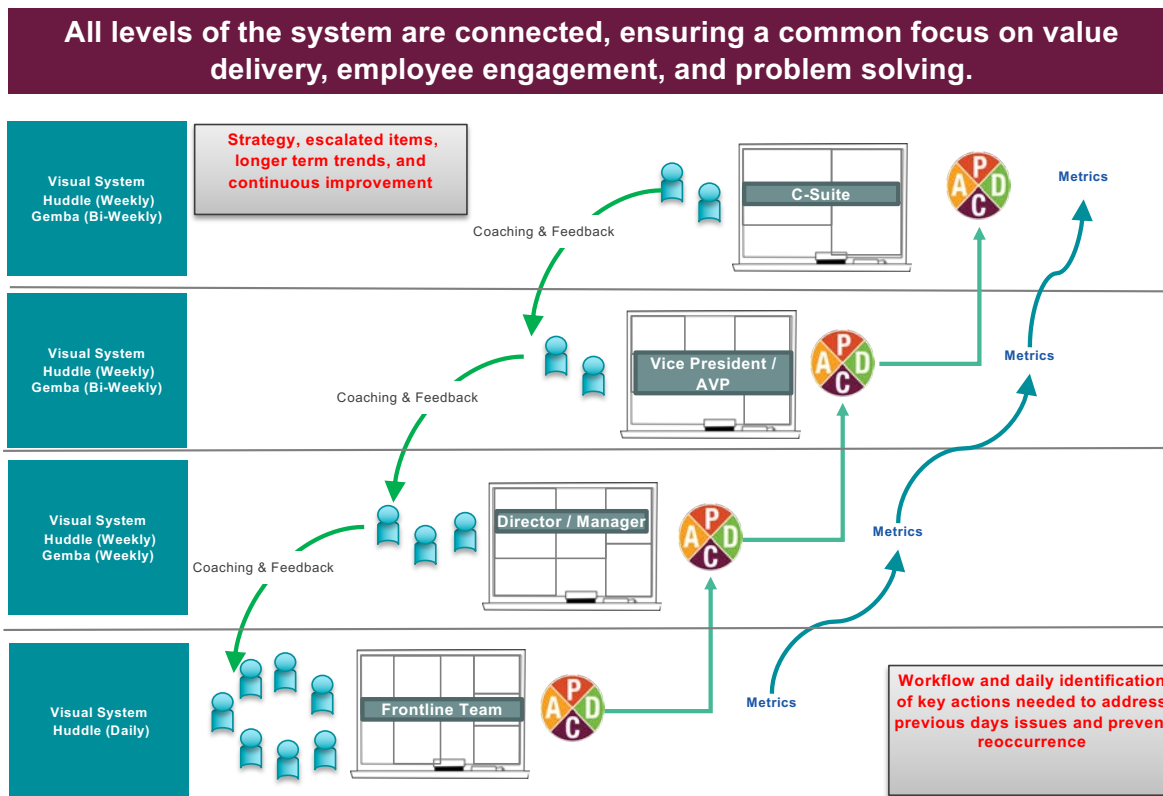 All levels of the system are connected, ensuring a common focus on value
delivery, employee engagement, and problem solving.
Visual System
Huddle (Weekly)
Gemba (Bi-Weekly)
Strategy, escalated items,
longer term trends, and
continuous improvement
Coaching & Feedback
C-Suite
P
A D
C
Metrics
Visual System
Huddle (Weekly)
Gemba (Bi-Weekly)
Coaching & Feedback
Vice President /
AVP
P
A D
C
Metrics
Visual System
Huddle (Weekly)
Gemba (Weekly)
Coaching & Feedback
Director / Manager
P
A D
C
Metrics
Visual System
Huddle (Daily)
Frontline Team
P
A D
C
Metrics
Workflow and daily identification
of key actions needed to address
previous days issues and preven
reoccurrence